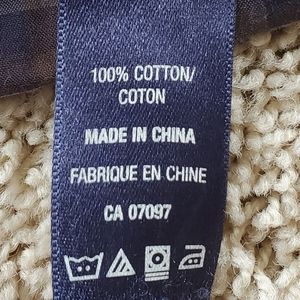 100% COTTON/
COTON
MADE IN CHINA
FABRIQUE EN CHINE
CA 07097